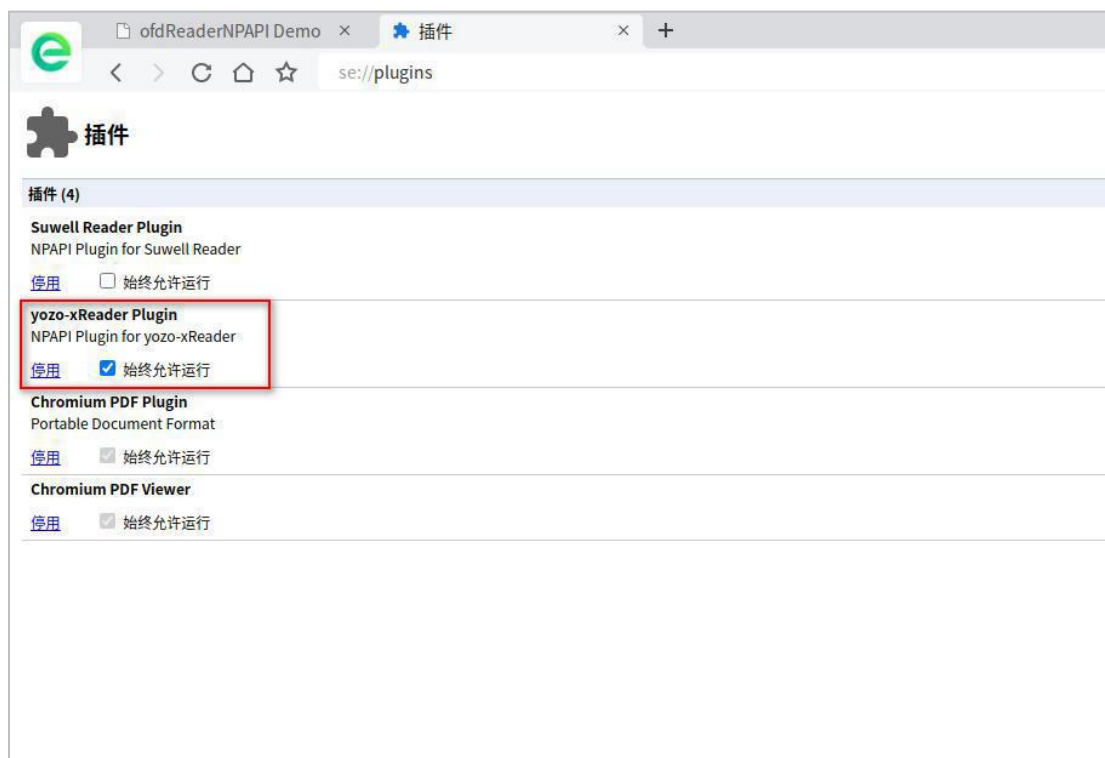 ofdReaderNPAPI Demo
插件
se://plugins
插件
插件 (4)
Suwell Reader Plugin
NPAPI Plugin for Suwell Reader
停用 始终允许运行
yozo-xReader Plugin
NPAPI Plugin for yozo-xReader
停用 始终允许运行
Chromium PDF Plugin
Portable Document Format
停用 始终允许运行
Chromium PDF Viewer
停用 始终允许运行